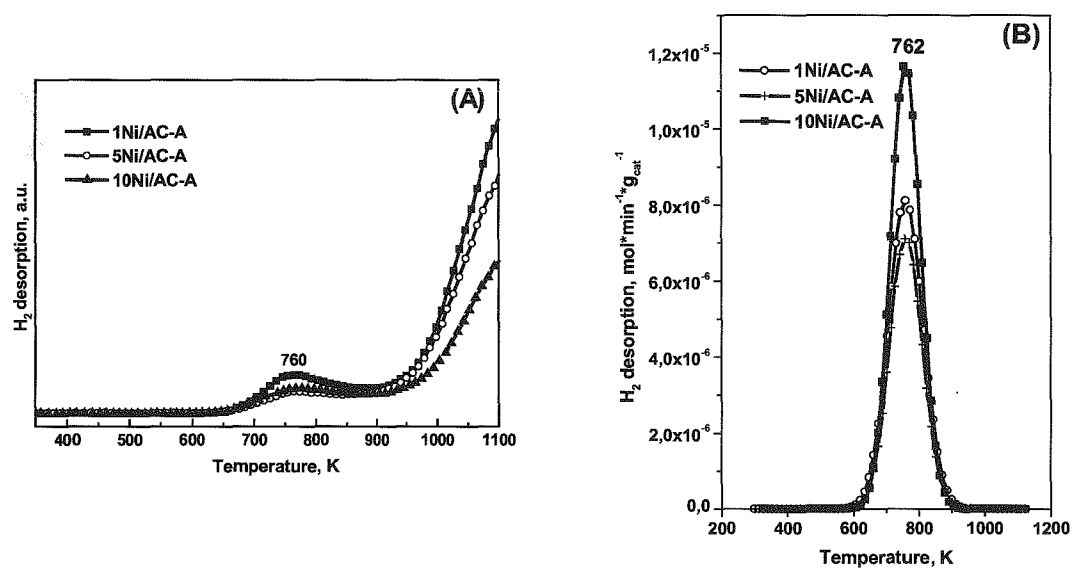 (A)
1Ni/AC-A
5Ni/AC-A
10Ni/AC-A
H₂ desorption, a.u.
760
400 500 600 700 800 900 1000 1100
Temperature, K
(B)
762
1Ni/AC-A
5Ni/AC-A
10Ni/AC-A
H₂ desorption, mol*min⁻¹*g_cat⁻¹
1,2x10⁻⁵
1,0x10⁻⁵
8,0x10⁻⁶
6,0x10⁻⁶
4,0x10⁻⁶
2,0x10⁻⁶
0,0
200 400 600 800 1000 1200
Temperature, K